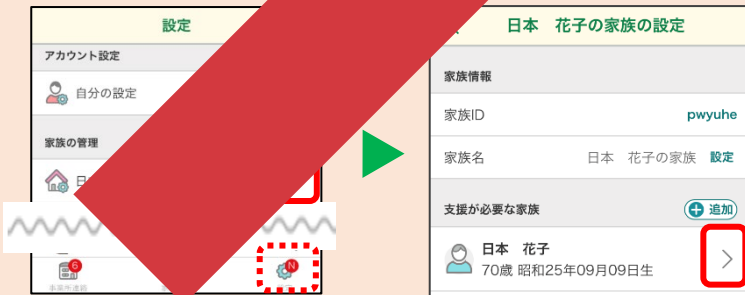 設定
アカウント設定
自分の設定
家族の管理
日
6
N
事業所連絡
日本　花子の家族の設定
家族情報
家族ID pwyuhe
家族名 日本　花子の家族 設定
支援が必要な家族 追加
日本　花子
70歳 昭和25年09月09日生